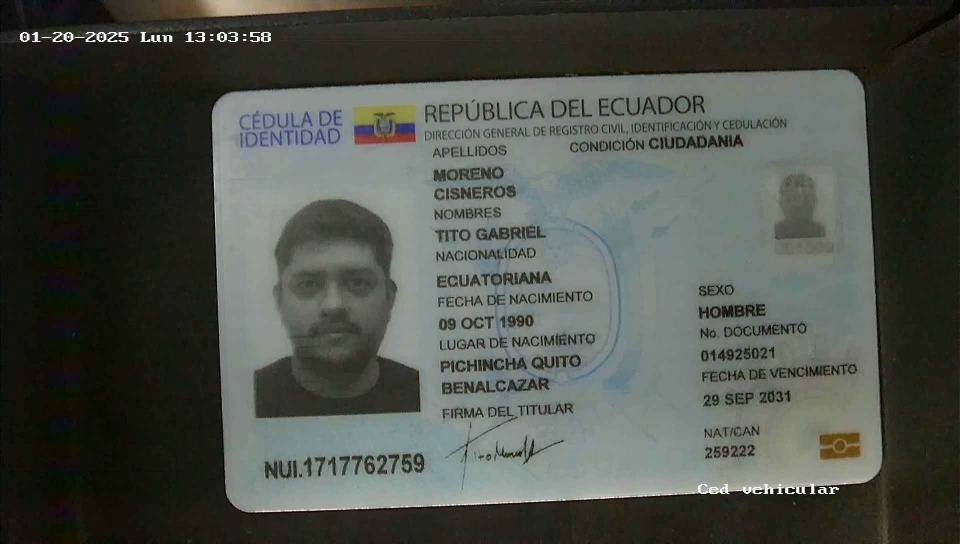 01-20-2025 Lun 13:03:58
CÉDULA DE
IDENTIDAD
REPÚBLICA DEL ECUADOR
DIRECCIÓN GENERAL DE REGISTRO CIVIL, IDENTIFICACIÓN Y CEDULACIÓN
APELLIDOS
CONDICIÓN CIUDADANIA
MORENO
CISNEROS
NOMBRES
TITO GABRIEL
NACIONALIDAD
ECUATORIANA
FECHA DE NACIMIENTO
09 OCT 1990
LUGAR DE NACIMIENTO
PICHINCHA QUITO
BENALCAZAR
FIRMA DEL TITULAR
SEXO
HOMBRE
No. DOCUMENTO
014925021
FECHA DE VENCIMIENTO
29 SEP 2031
NAT/CAN
259222
NUI.1717762759
Ced vehicular